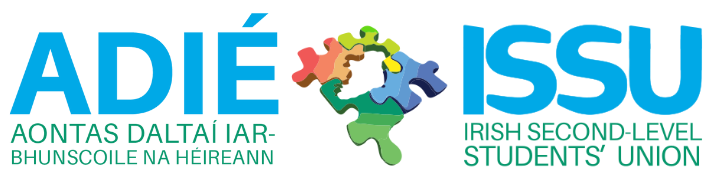 ADIÉ
AONTAS DALTAÍ IAR-
BHUNSCOILE NA HÉIREANN
ISSU
IRISH SECOND-LEVEL
STUDENTS' UNION